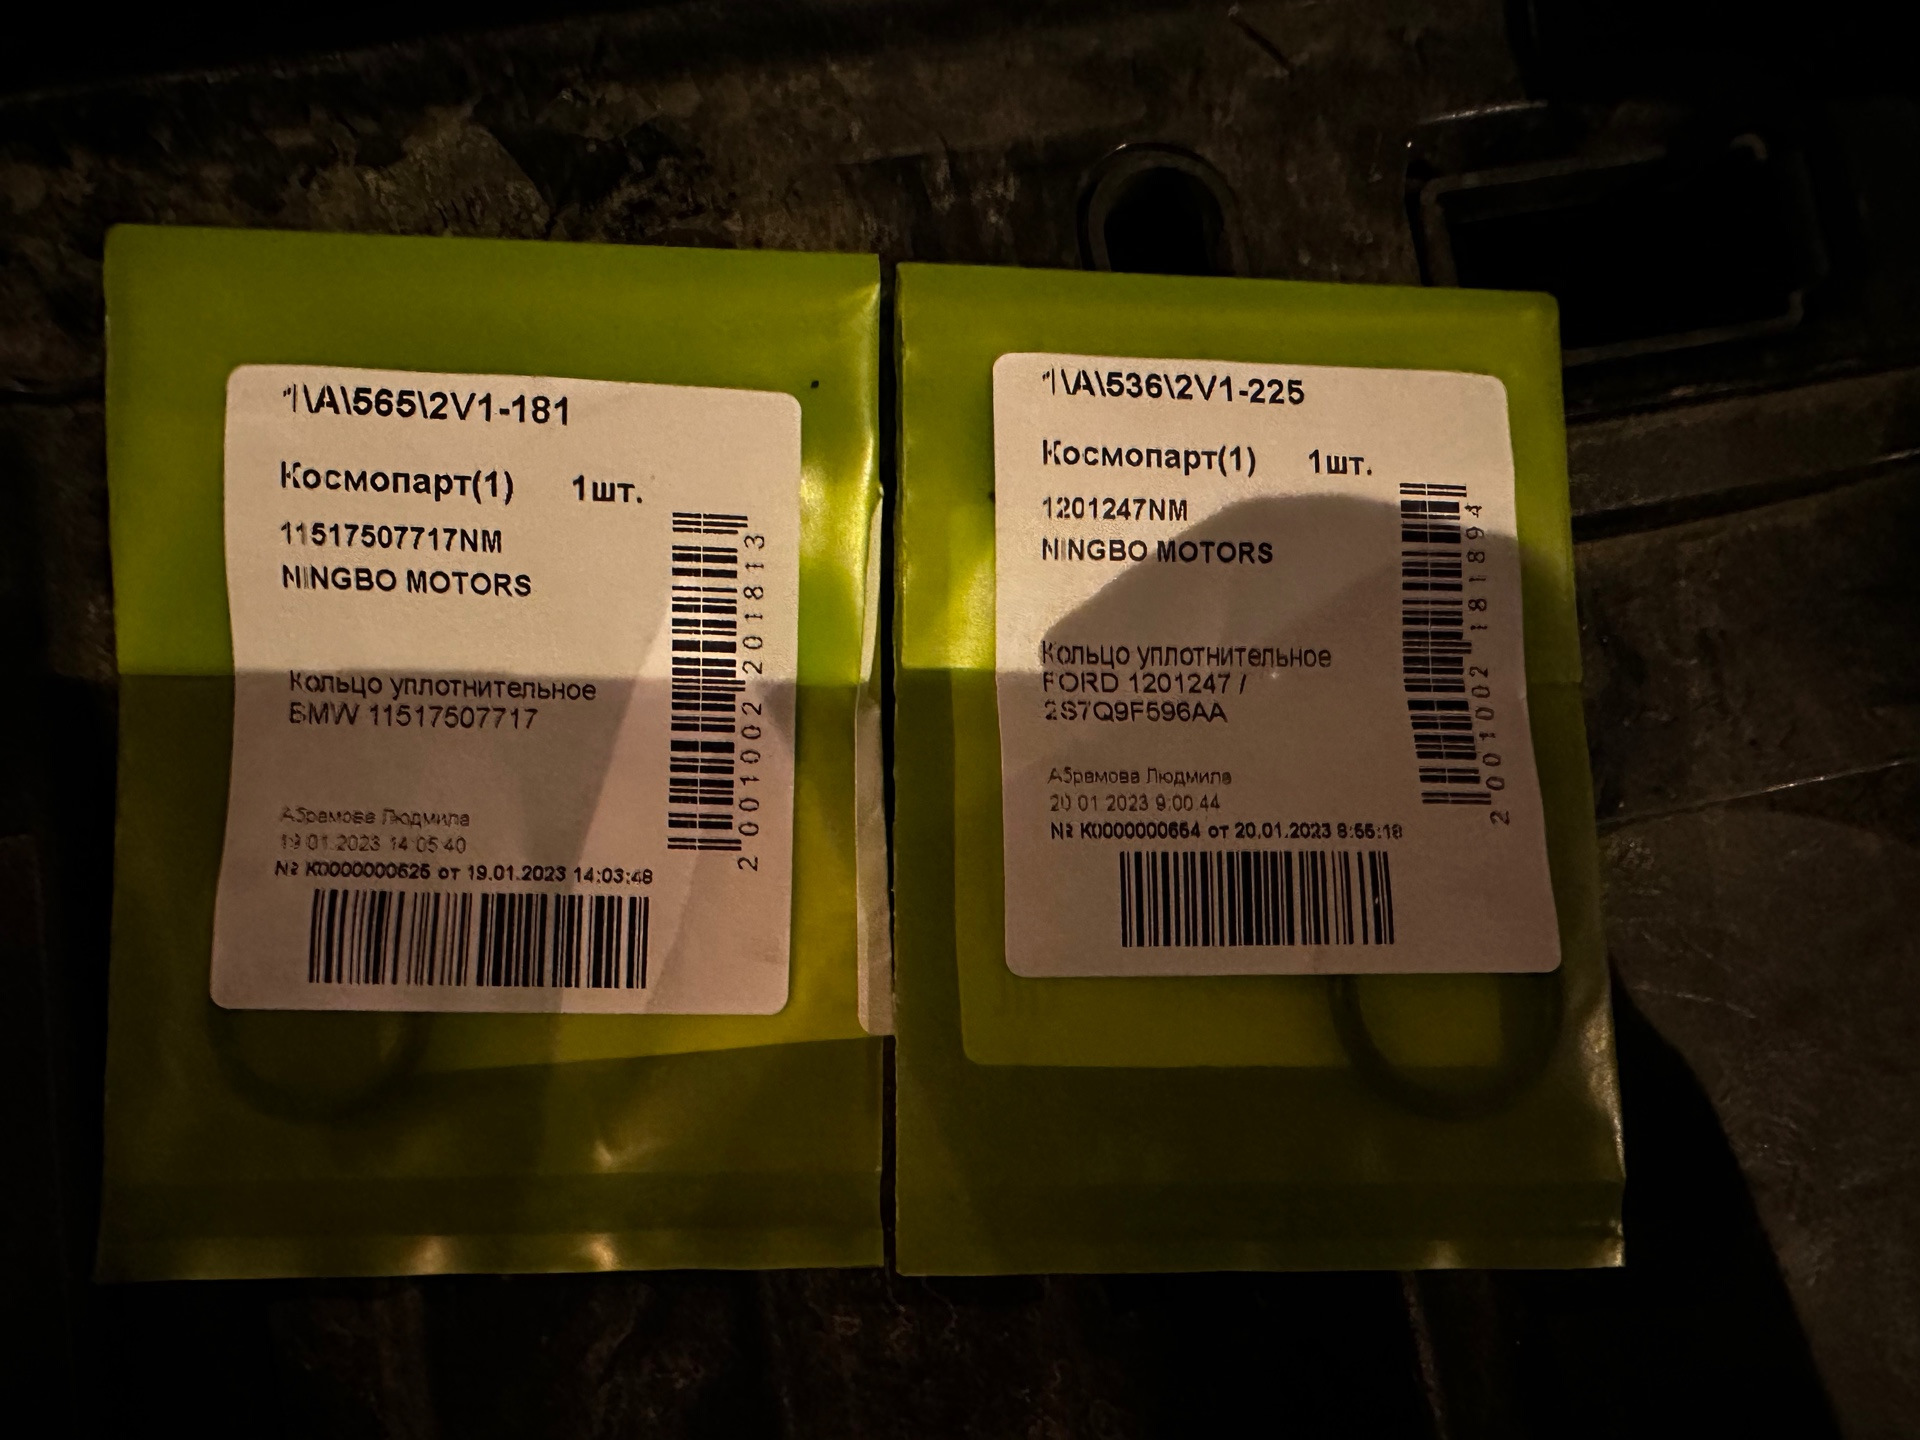 1\A\565\2V1-181
Космопарт(1) 1шт.
11517507717NM
NINGBO MOTORS
Кольцо уплотнительное
BMW 11517507717
Абрамова Людмила
19.01.2023 14:05:40
№ К0000000625 от 19.01.2023 14:03:48
2001002201813
1\A\536\2V1-225
Космопарт(1) 1шт.
1201247NM
NINGBO MOTORS
Кольцо уплотнительное
FORD 1201247 /
2S7Q9F596AA
Абрамова Людмила
20.01.2023 9:00:44
№ К0000000654 от 20.01.2023 8:55:18
2001002181894